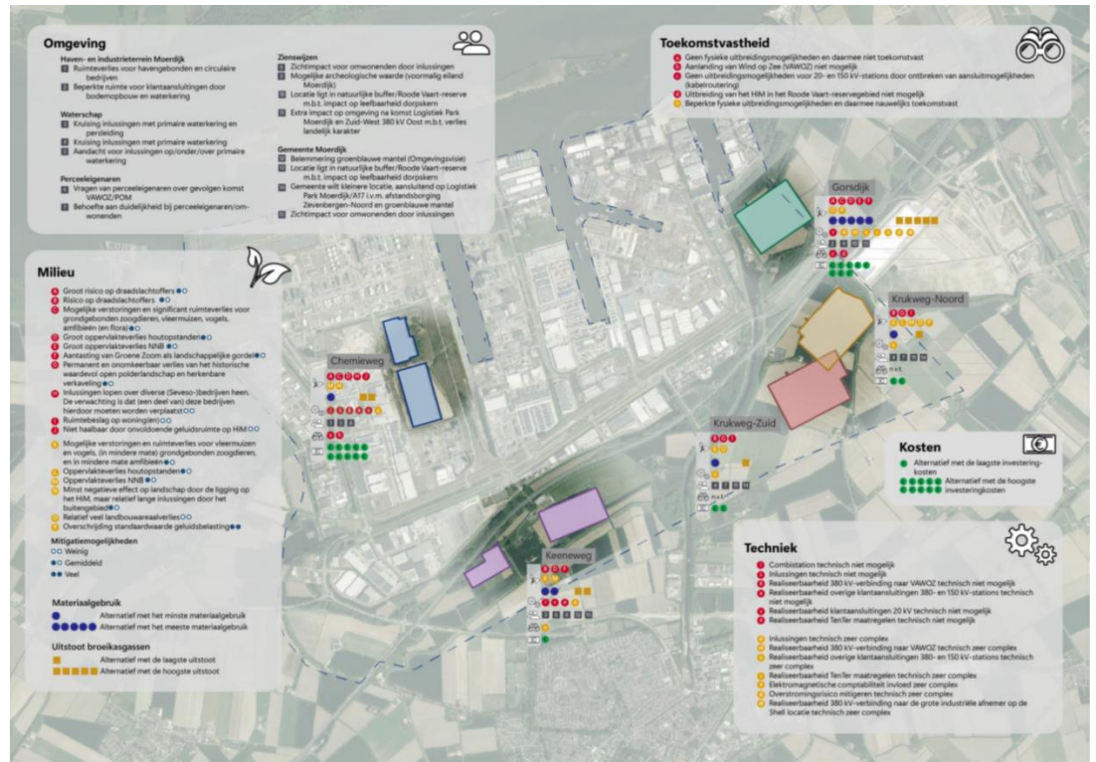 Omgeving
Haven- en industrieterrein Moerdijk
Ruimteverlies voor havengebonden en circulaire
bedrijven
Beperkte ruimte voor klantaansluitingen door
bodemopbouw en waterkering
Waterschap
Kruising inlussingen met primaire waterkering en
persleiding
Kruising inlussingen met primaire waterkering
Aandacht voor inlussingen op/onder/over primaire
waterkering
Perceeleigenaren
Vragen van perceeleigenaren over gevolgen komst
VAWOZ/POM
Behoefte aan duidelijkheid bij perceeleigenaren/om-
wonenden
Zienswijzen
Zichtimpact voor omwonenden door inlussingen
Mogelijke archeologische waarde (voormalig eiland
Moerdijk)
Locatie ligt in natuurlijke buffer/Roode Vaart-reserve
m.b.t. impact op leefbaarheid dorpskern
Extra impact op omgeving na komst Logistiek Park
Moerdijk en Zuid-West 380 kV Oost m.b.t. verlies
landelijk karakter
Gemeente Moerdijk
Belemmering groenblauwe mantel (Omgevingsvisie)
Locatie ligt in natuurlijke buffer/Roode Vaart-reserve
m.b.t. impact op leefbaarheid dorpskern
Gemeente wilt kleinere locatie, aansluitend op Logistiek
Park Moerdijk/A17 i.v.m. afstandsborging
Zevenbergen-Noord en groenblauwe mantel
Zichtimpact voor omwonenden door inlussingen
Toekomstvastheid
Geen fysieke uitbreidingsmogelijkheden en daarmee niet toekomstvast
Aanlanding van Wind op Zee (VAWOZ) niet mogelijk
Geen uitbreidingsmogelijkheden voor 20- en 150 kV-stations door ontbreken van aansluitmogelijkheden
(kabelroutering)
Uitbreiding van het HiM in het Roode Vaart-reservegebied niet mogelijk
Beperkte fysieke uitbreidingsmogelijkheden en daarmee nauwelijks toekomstvast
Milieu
Groot risico op draadslachtoffers
Risico op draadslachtoffers
Mogelijke verstoringen en significant ruimteverlies voor
grondgebonden zoogdieren, vleermuizen, vogels,
amfibieën (en flora)
Groot oppervlakteverlies houtopstanden
Groot oppervlakteverlies NNB
Aantasting van Groene Zoom als landschappelijke gordel
Permanent en onomkeerbaar verlies van het historische
waardevol open polderlandschap en herkenbare
verkaveling
Inlussingen lopen over diverse (Seveso-)bedrijven heen.
De verwachting is dat (een deel van) deze bedrijven
hierdoor moeten worden verplaatst
Ruimtebeslag op woning(en)
Niet haalbaar door onvoldoende geluidsruimte op HiM
Mogelijke verstoringen en ruimteverlies voor vleermuizen
en vogels, (in mindere mate) grondgebonden zoogdieren,
en in mindere mate amfibieën
Oppervlakteverlies houtopstanden
Oppervlakteverlies NNB
Minst negatieve effect op landschap door de ligging op
het HiM, maar relatief lange inlussingen door het
buitengebied
Relatief veel landbouwareaalverlies
Overschrijding standaardwaarde geluidsbelasting
Mitigatiemogelijkheden
Weinig
Gemiddeld
Veel
Materiaalgebruik
Alternatief met het minste materiaalgebruik
Alternatief met het meeste materiaalgebruik
Uitstoot broeikasgassen
Alternatief met de laagste uitstoot
Alternatief met de hoogste uitstoot
Gorsdijk
Krukweg-Noord
n.v.t.
Chemieweg
Krukweg-Zuid
n.v.t.
Keeneweg
Kosten
Alternatief met de laagste investering-
kosten
Alternatief met de hoogste
investeringkosten
Techniek
Combistation technisch niet mogelijk
Inlussingen technisch niet mogelijk
Realiseerbaarheid 380 kV-verbinding naar VAWOZ technisch niet mogelijk
Realiseerbaarheid overige klantaansluitingen 380- en 150 kV-stations technisch
niet mogelijk
Realiseerbaarheid klantaansluitingen 20 kV technisch niet mogelijk
Realiseerbaarheid TenTer maatregelen technisch niet mogelijk
Inlussingen technisch zeer complex
Realiseerbaarheid 380 kV-verbinding naar VAWOZ technisch zeer complex
Realiseerbaarheid overige klantaansluitingen 380- en 150 kV-stations technisch
zeer complex
Realiseerbaarheid TenTer maatregelen technisch zeer complex
Elektromagnetische comptabiliteit invloed zeer complex
Overstromingsrisico mitigeren technisch zeer complex
Realiseerbaarheid 380 kV-verbinding naar de grote industriële afnemer op de
Shell locatie technisch zeer complex